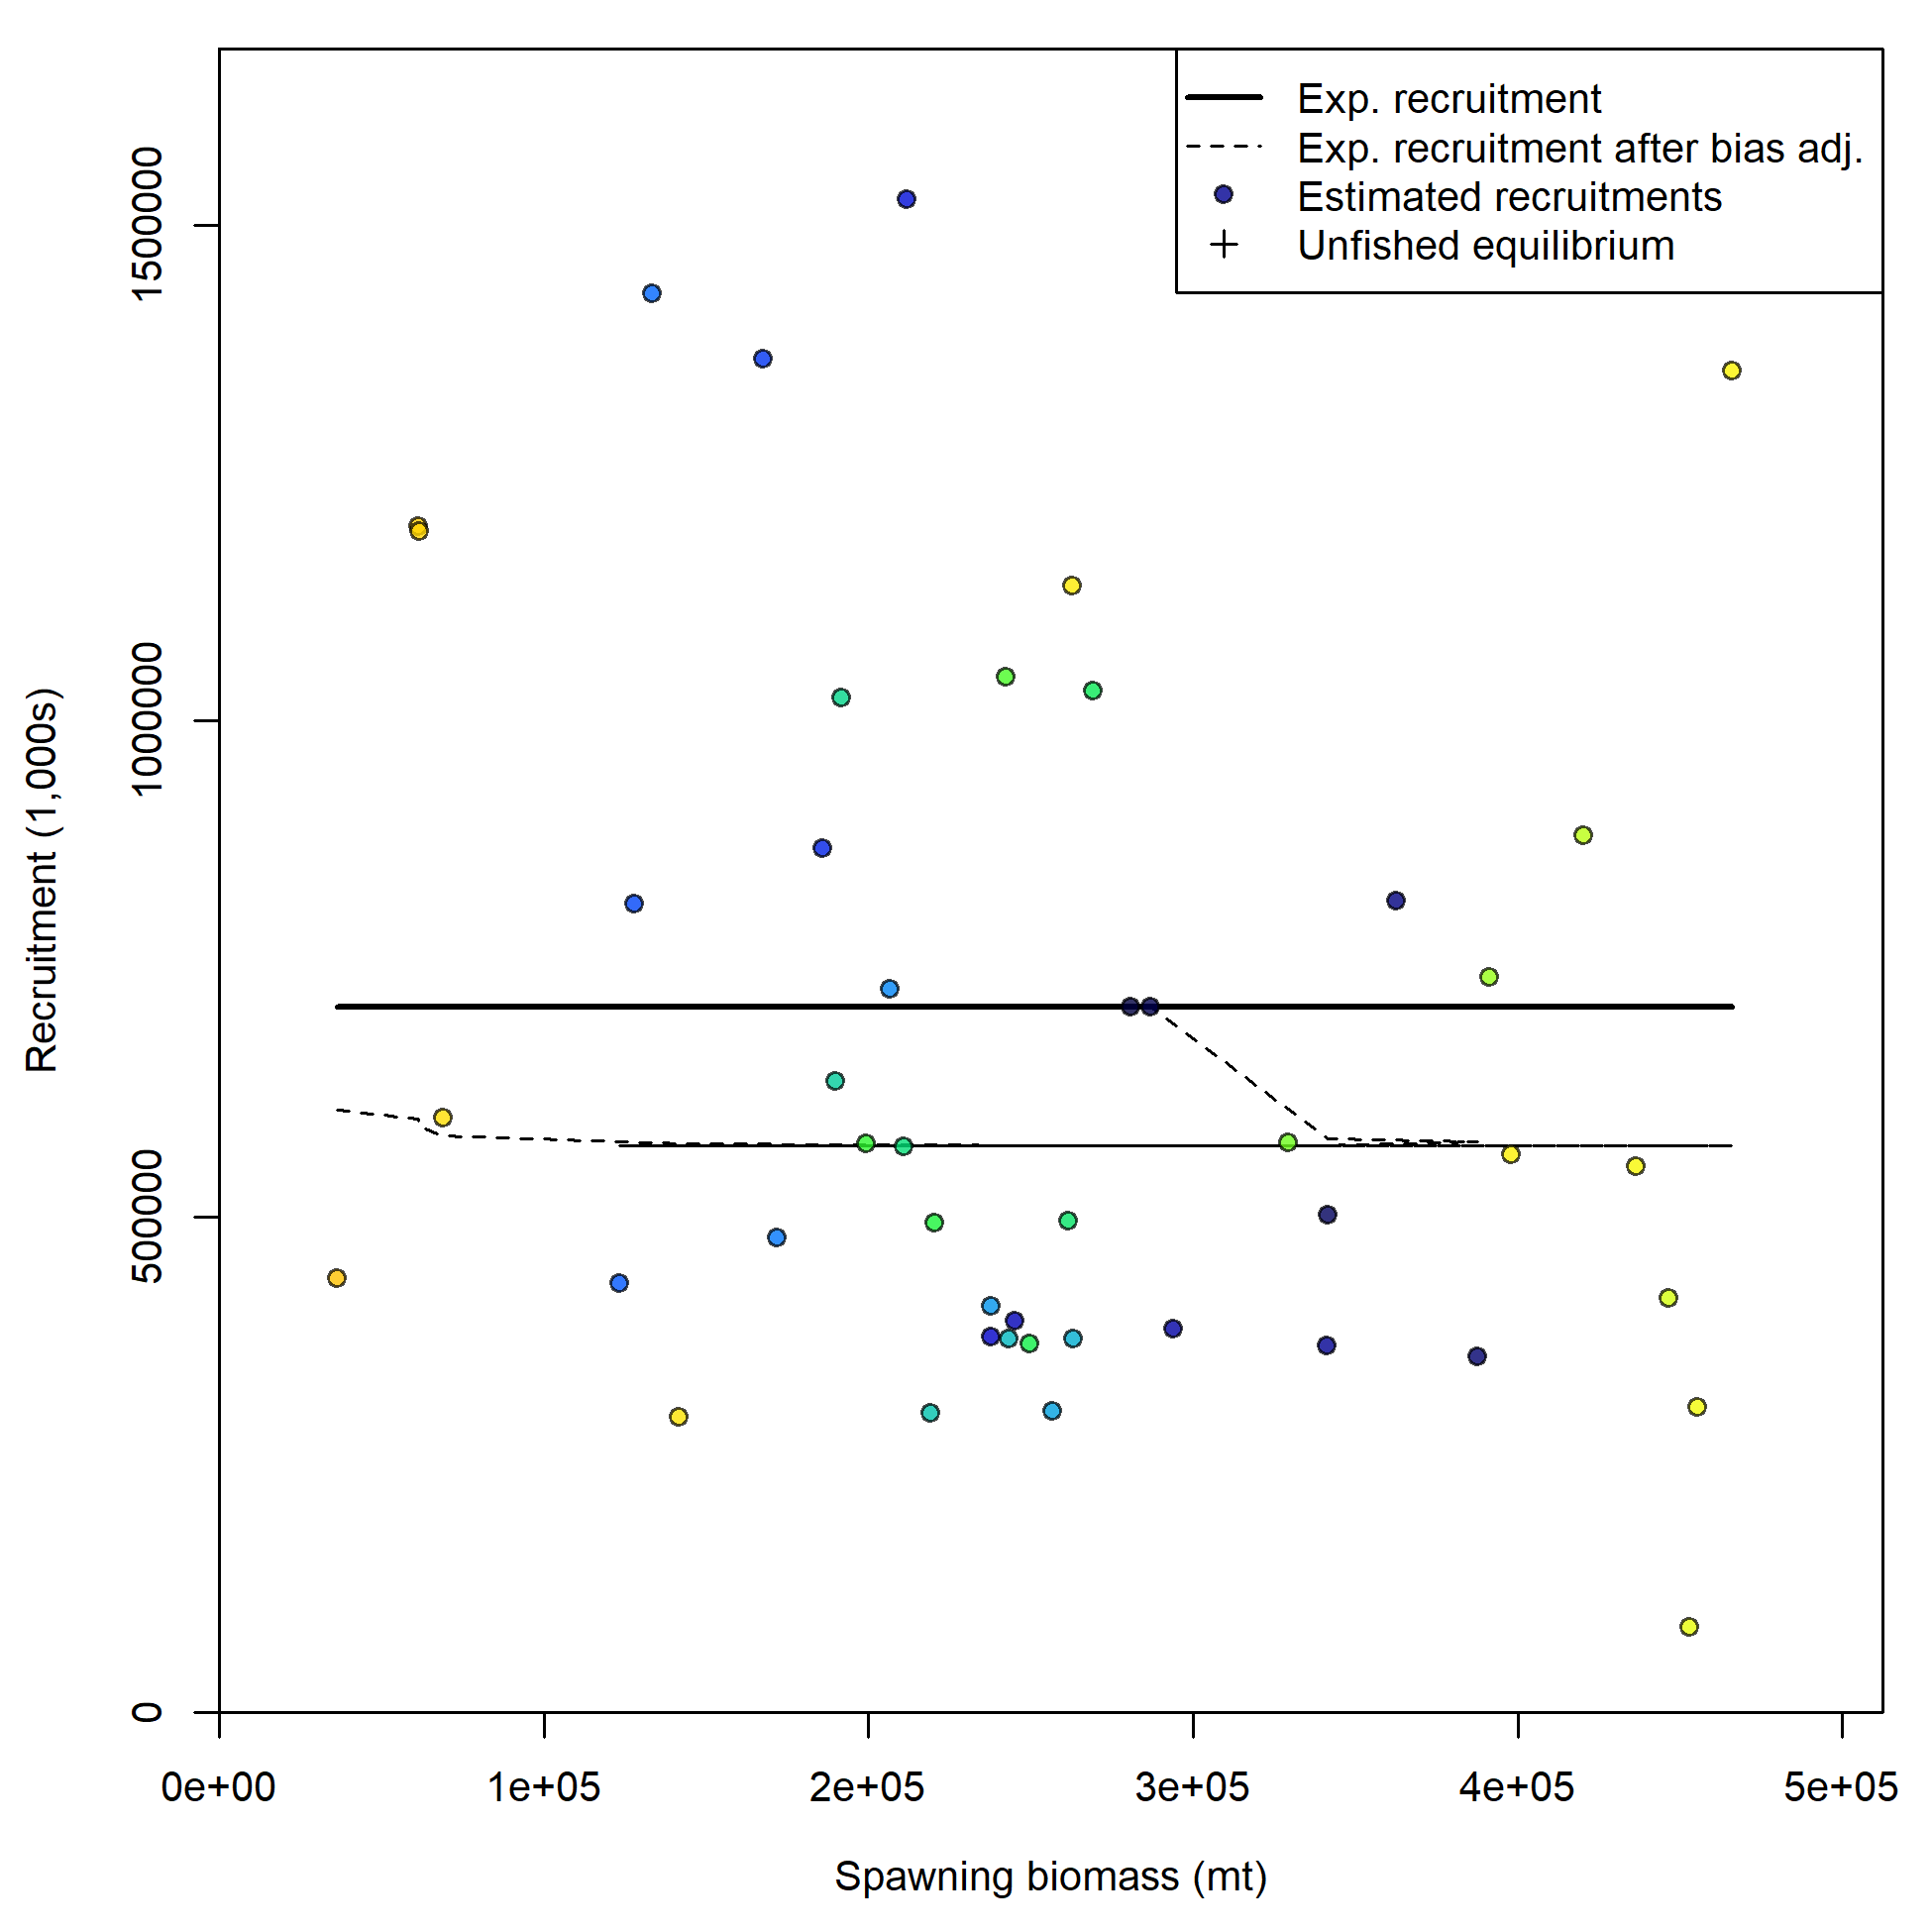 Exp. recruitment
Exp. recruitment after bias adj.
Estimated recruitments
Unfished equilibrium
Recruitment (1,000s)
1500000
1000000
500000
0
0e+00 1e+05 2e+05 3e+05 4e+05 5e+05
Spawning biomass (mt)